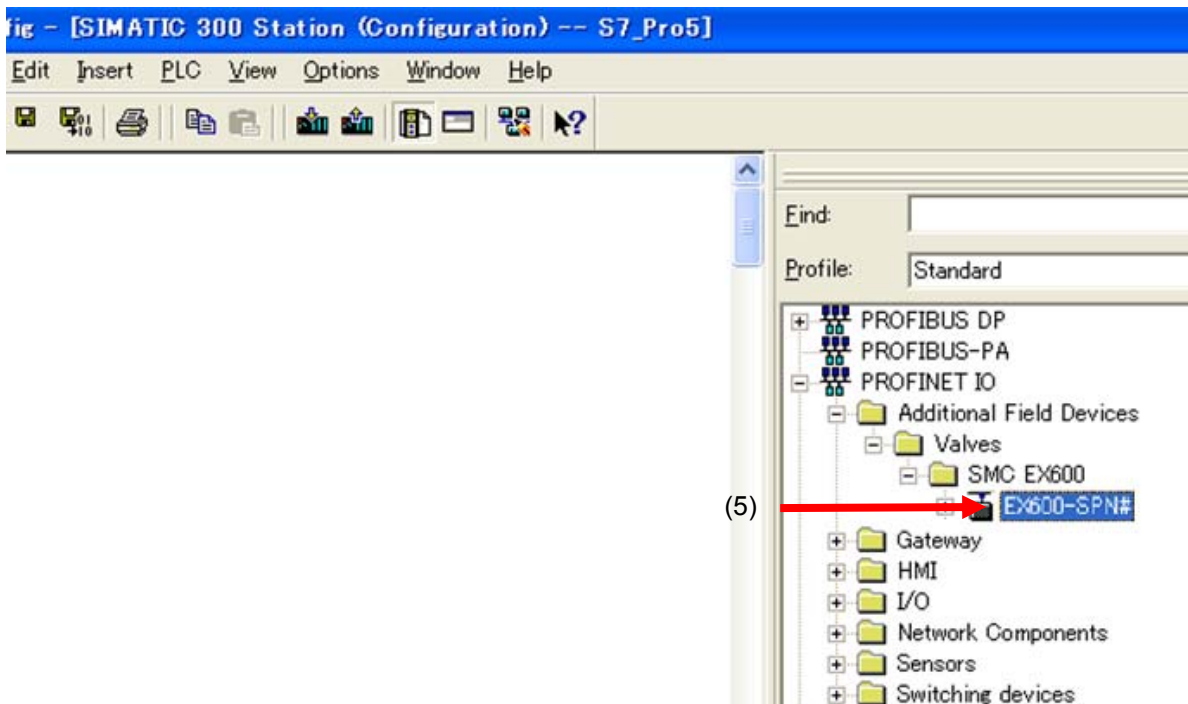 fig - [SIMATIC 300 Station (Configuration) -- S7_Pro5]
Edit Insert PLC View Options Window Help
Find:
Profile: Standard
PROFIBUS DP
PROFIBUS-PA
PROFINET IO
Additional Field Devices
Valves
SMC EX600
(5) EX600-SPN#
Gateway
HMI
I/O
Network Components
Sensors
Switching devices